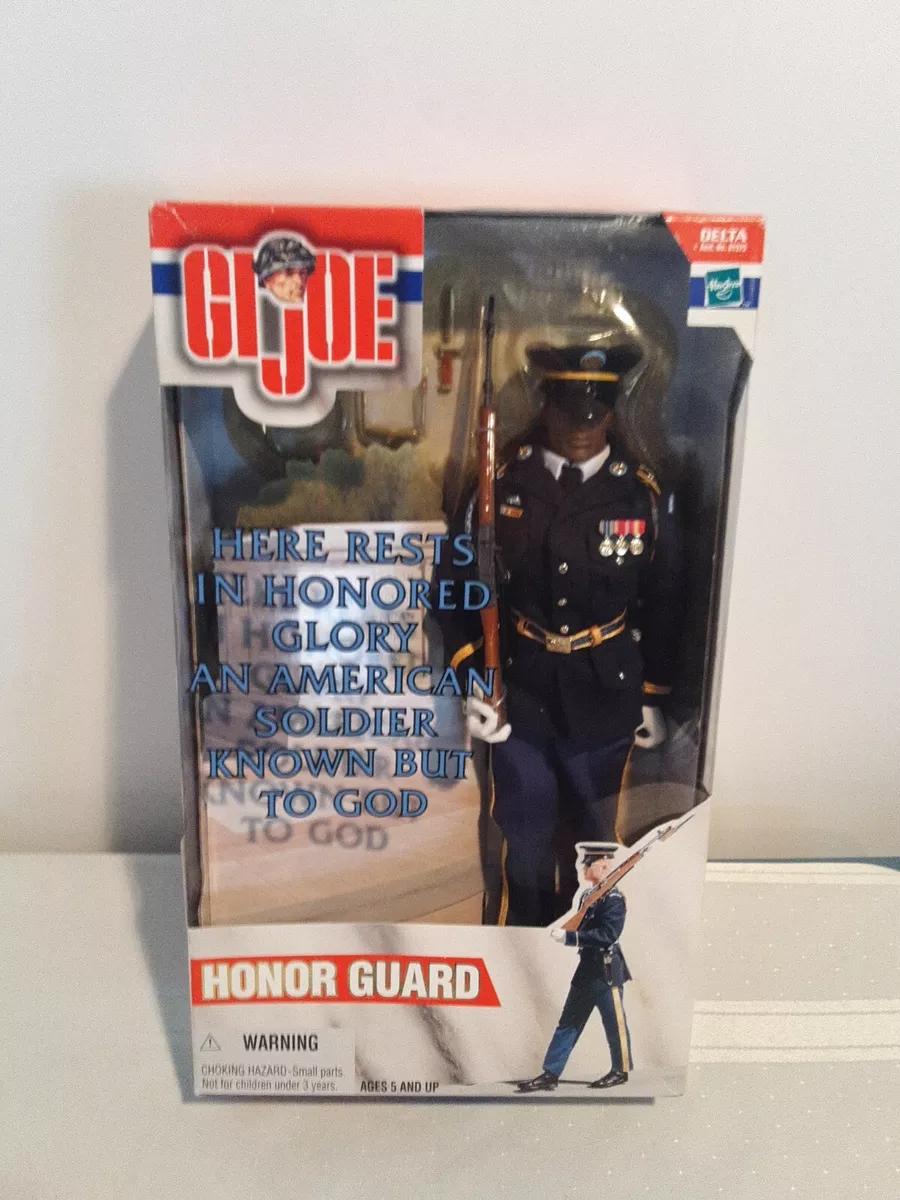 GI JOE
DELTA
Hasbro
HERE RESTS
IN HONORED
GLORY
AN AMERICAN
SOLDIER
KNOWN BUT
TO GOD
TO GOD
HONOR GUARD
WARNING
CHOKING HAZARD-Small parts.
Not for children under 3 years.
AGES 5 AND UP